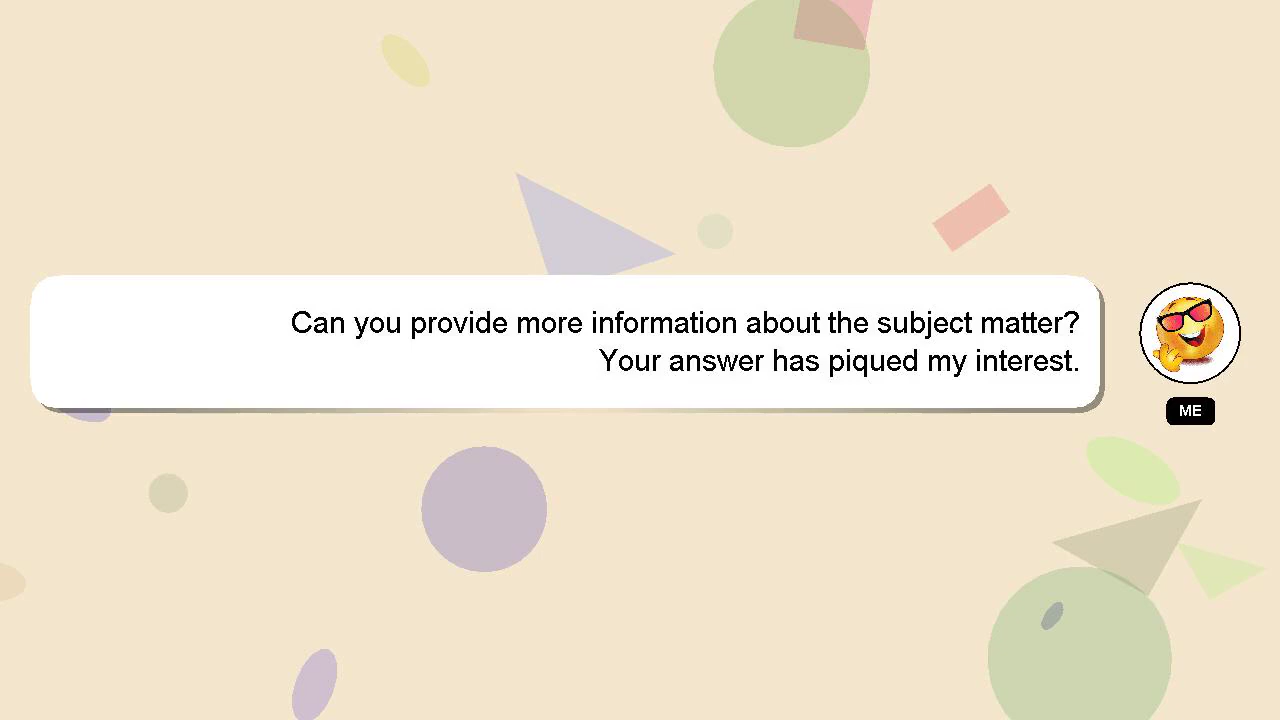 Can you provide more information about the subject matter?
Your answer has piqued my interest.
ME